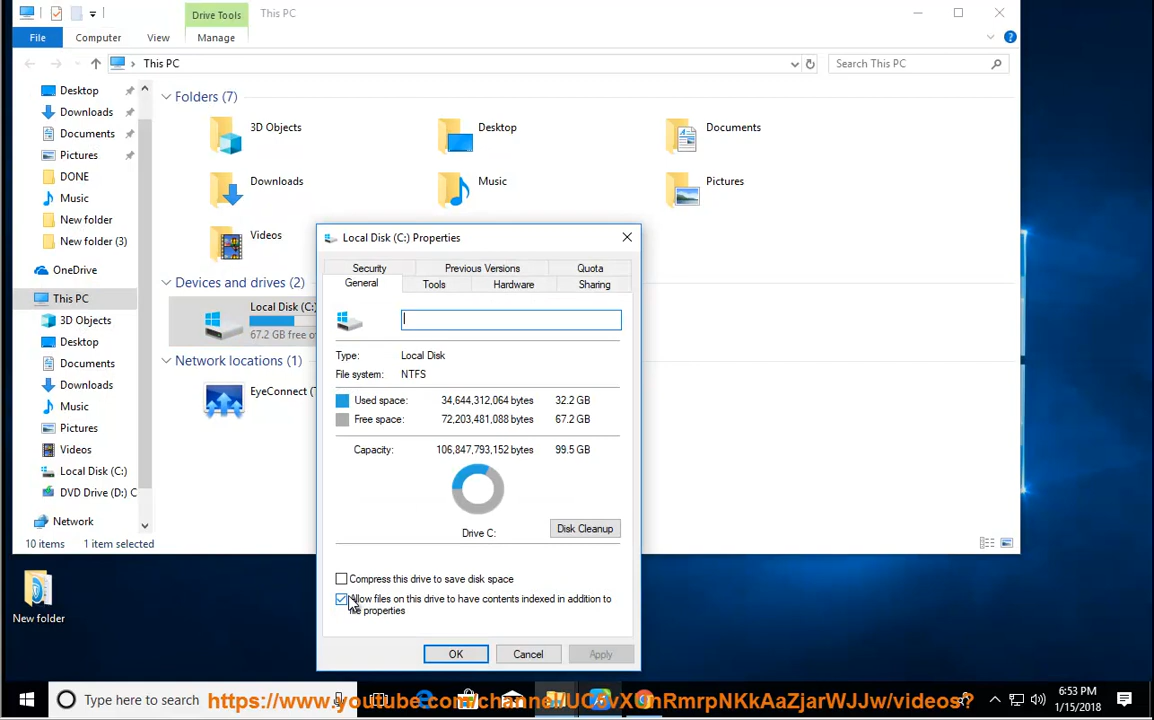 Drive Tools
This PC
File
Computer
View
Manage
This PC
Search This PC
Desktop
Downloads
Documents
Pictures
DONE
Music
New folder
New folder (3)
OneDrive
This PC
3D Objects
Desktop
Documents
Downloads
Music
Pictures
Videos
Local Disk (C:)
DVD Drive (D:) C
Network
Folders (7)
3D Objects
Desktop
Documents
Downloads
Music
Pictures
Videos
Devices and drives (2)
Local Disk (C:)
67.2 GB free o
Network locations (1)
EyeConnect (
10 items
1 item selected
Local Disk (C:) Properties
Security
Previous Versions
Quota
General
Tools
Hardware
Sharing
Type: Local Disk
File system: NTFS
Used space: 34,644,312,064 bytes 32.2 GB
Free space: 72,203,481,088 bytes 67.2 GB
Capacity: 106,847,793,152 bytes 99.5 GB
Drive C:
Disk Cleanup
Compress this drive to save disk space
Allow files on this drive to have contents indexed in addition to
file properties
OK
Cancel
Apply
New folder
Type here to search
6:53 PM
1/15/2018